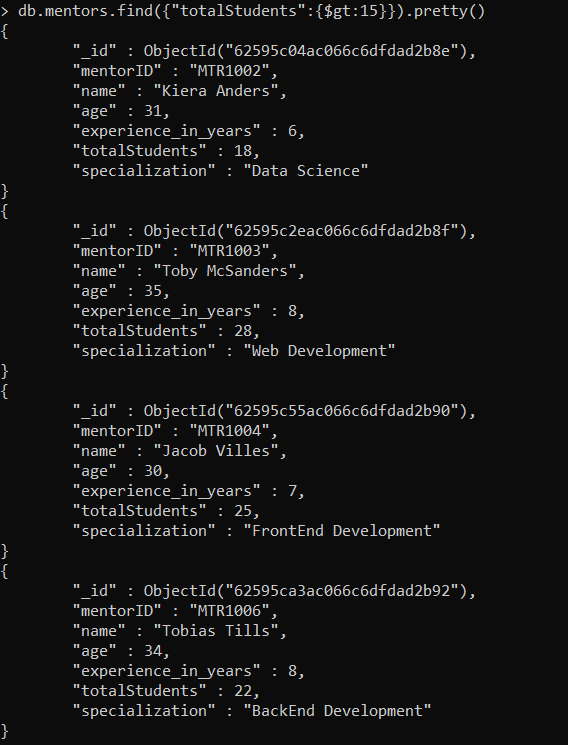 > db.mentors.find({"totalStudents":{$gt:15}}).pretty()
{
        "_id" : ObjectId("62595c04ac066c6dfdad2b8e"),
        "mentorID" : "MTR1002",
        "name" : "Kiera Anders",
        "age" : 31,
        "experience_in_years" : 6,
        "totalStudents" : 18,
        "specialization" : "Data Science"
}
{
        "_id" : ObjectId("62595c2eac066c6dfdad2b8f"),
        "mentorID" : "MTR1003",
        "name" : "Toby McSanders",
        "age" : 35,
        "experience_in_years" : 8,
        "totalStudents" : 28,
        "specialization" : "Web Development"
}
{
        "_id" : ObjectId("62595c55ac066c6dfdad2b90"),
        "mentorID" : "MTR1004",
        "name" : "Jacob Villes",
        "age" : 30,
        "experience_in_years" : 7,
        "totalStudents" : 25,
        "specialization" : "FrontEnd Development"
}
{
        "_id" : ObjectId("62595ca3ac066c6dfdad2b92"),
        "mentorID" : "MTR1006",
        "name" : "Tobias Tills",
        "age" : 34,
        "experience_in_years" : 8,
        "totalStudents" : 22,
        "specialization" : "BackEnd Development"
}